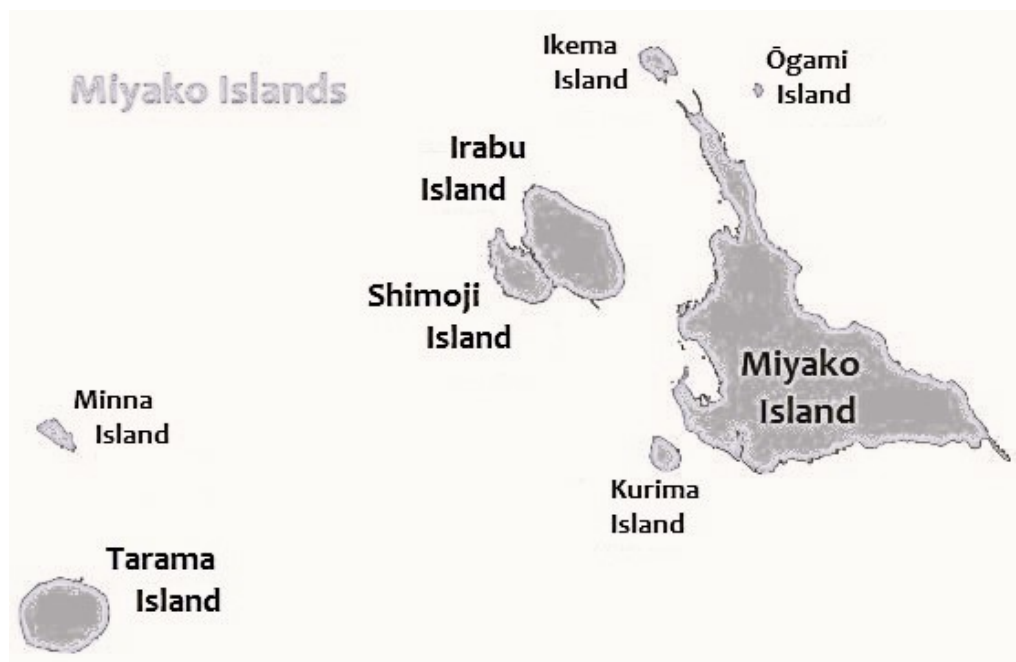 Miyako Islands
Ikema
Island
Ōgami
Island
Irabu
Island
Shimoji
Island
Miyako
Island
Minna
Island
Kurima
Island
Tarama
Island